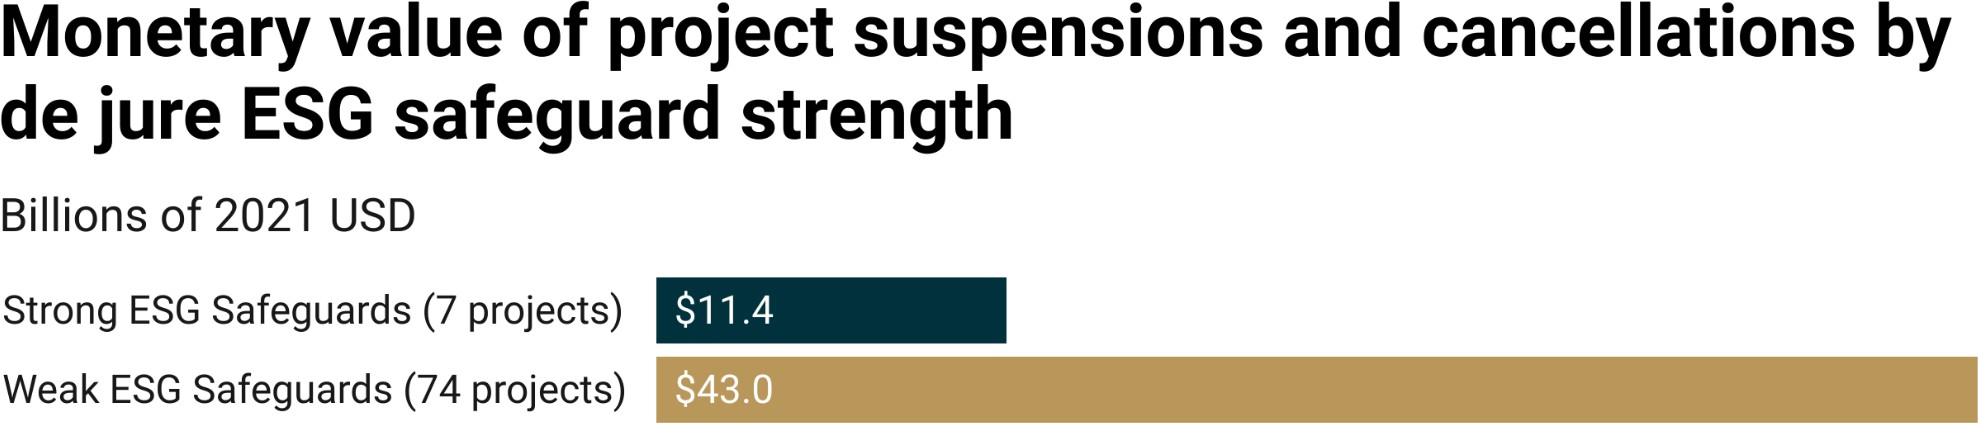 Monetary value of project suspensions and cancellations by
de jure ESG safeguard strength
Billions of 2021 USD
Strong ESG Safeguards (7 projects) $11.4
Weak ESG Safeguards (74 projects) $43.0